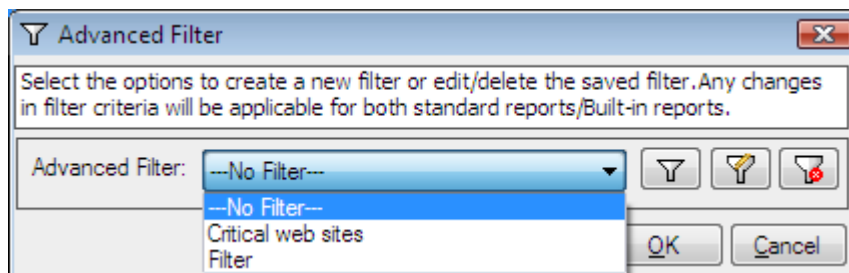 Advanced Filter
Select the options to create a new filter or edit/delete the saved filter.Any changes
in filter criteria will be applicable for both standard reports/Built-in reports.
Advanced Filter: ---No Filter---
---No Filter---
Critical web sites
Filter
OK Cancel